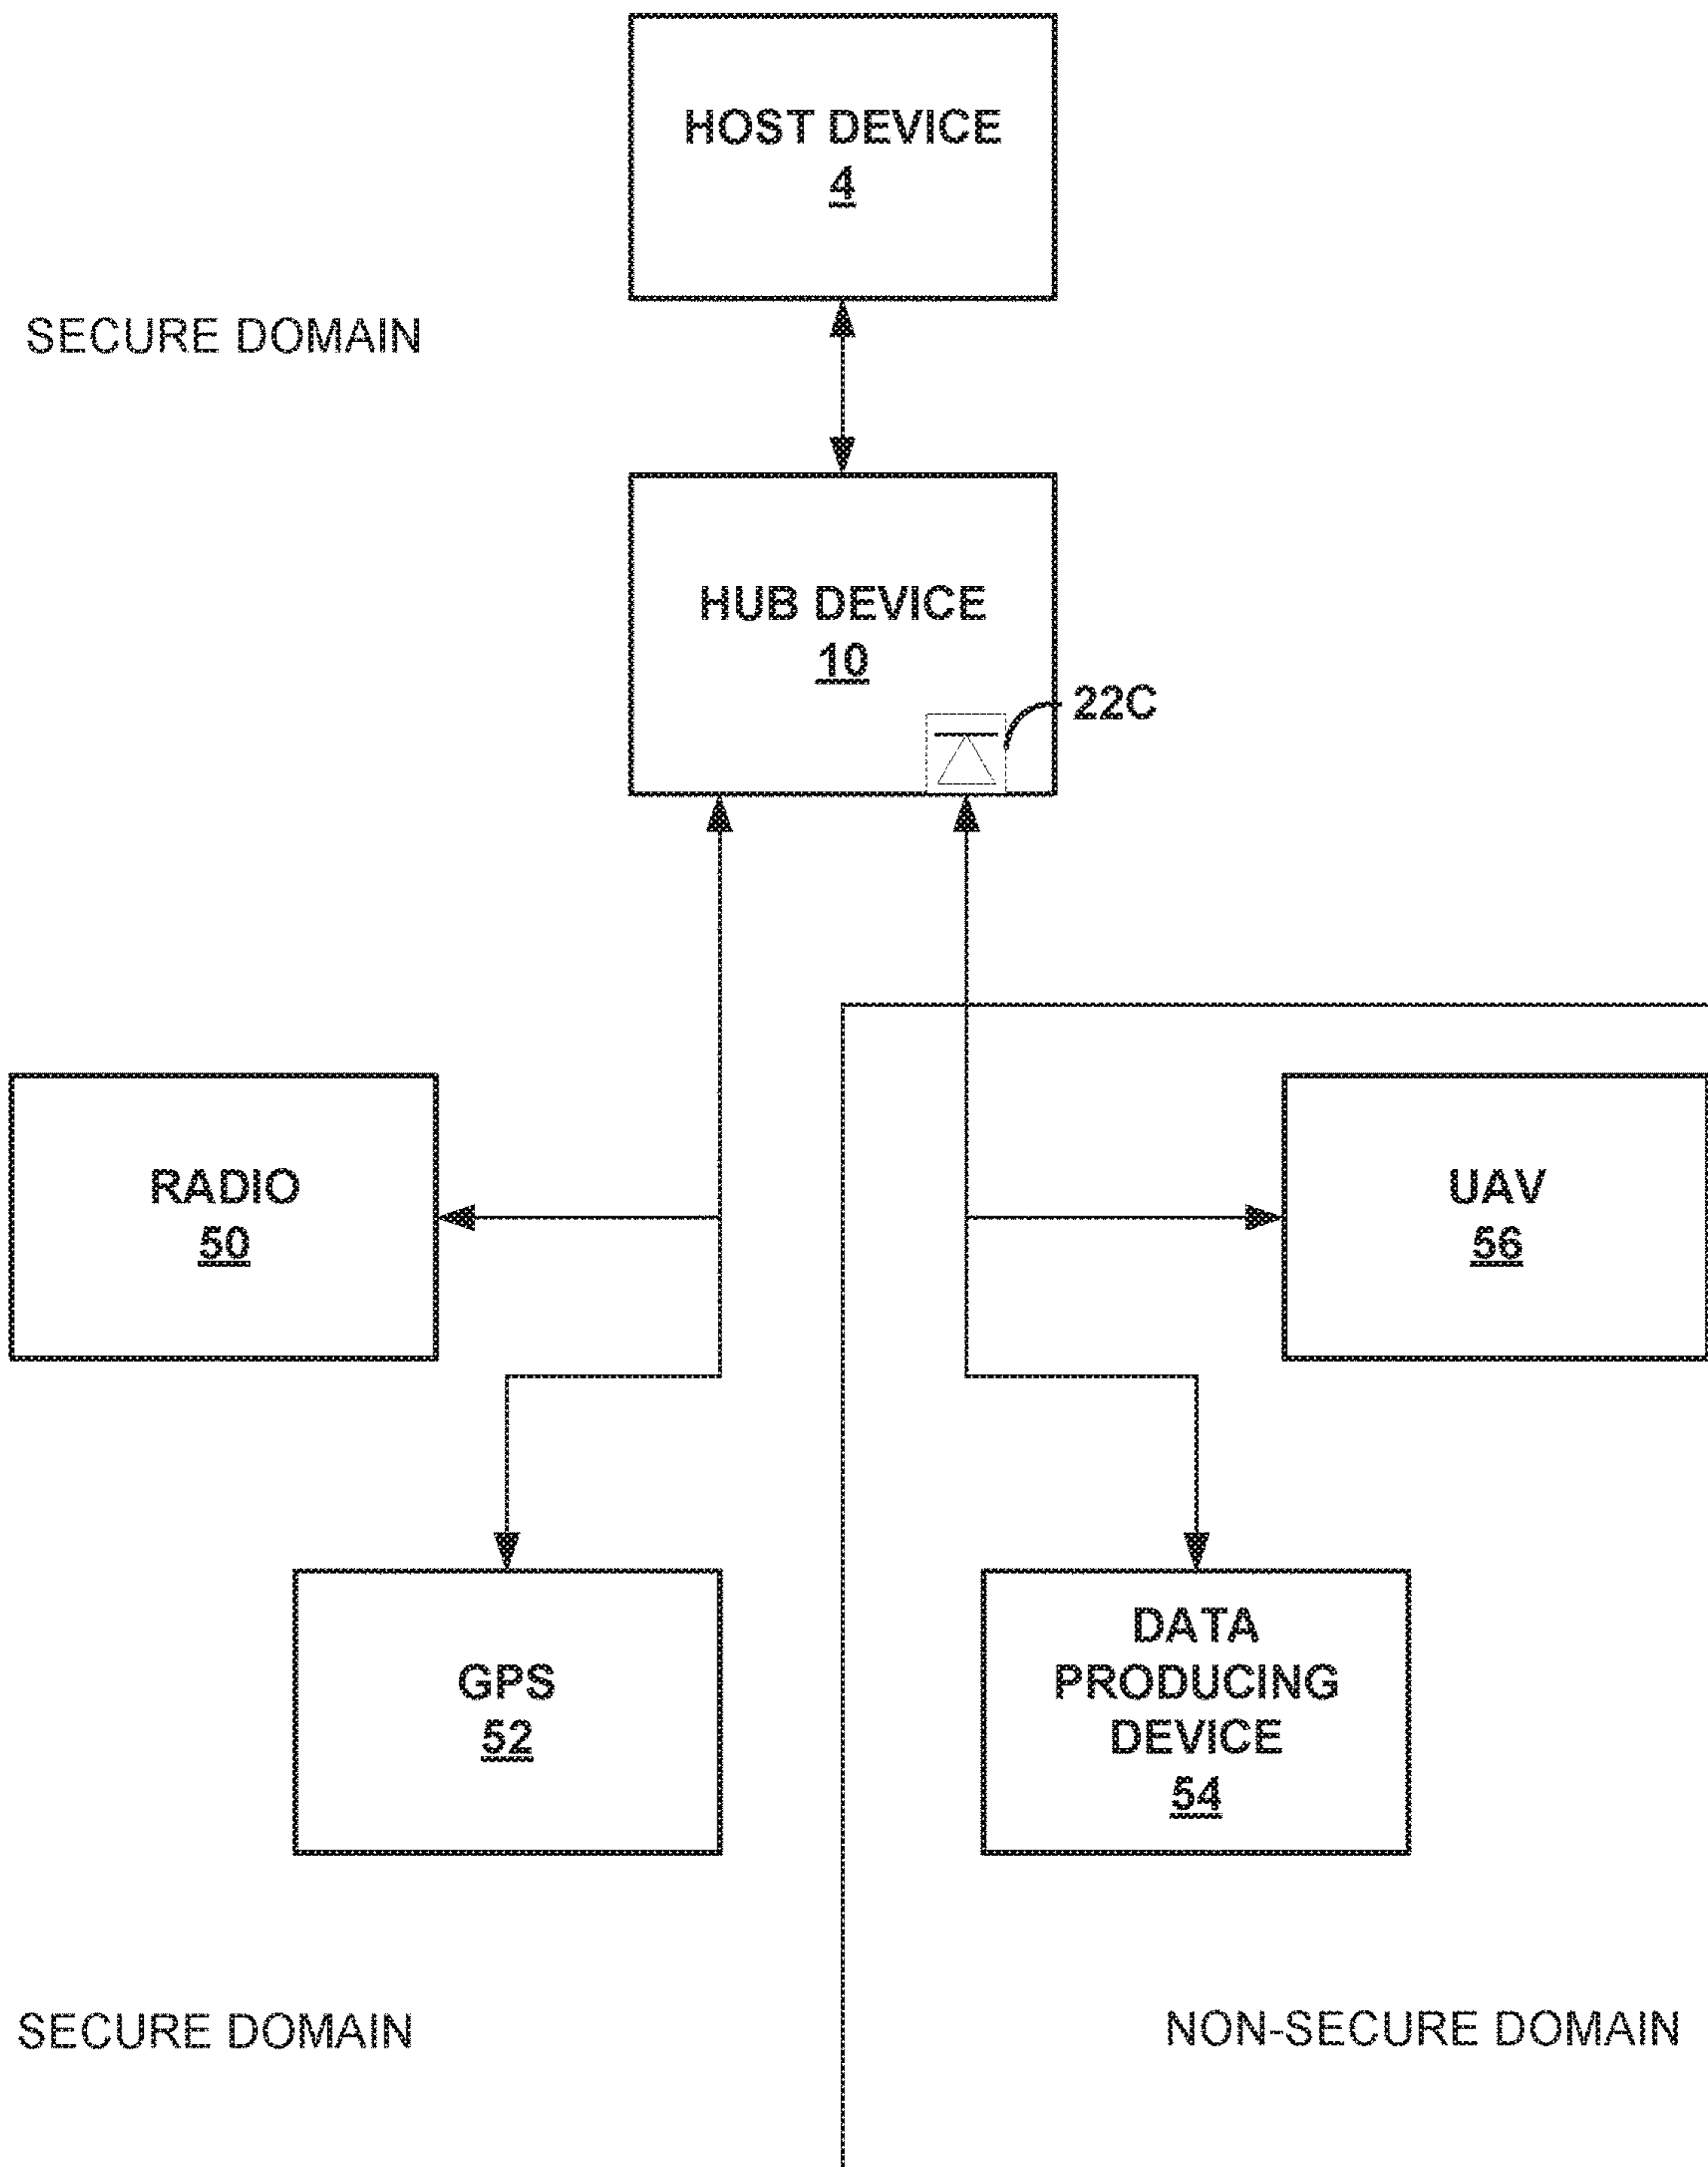 HOST DEVICE
4
SECURE DOMAIN
HUB DEVICE
10
22C
RADIO
50
UAV
56
GPS
52
DATA
PRODUCING
DEVICE
54
SECURE DOMAIN
NON-SECURE DOMAIN